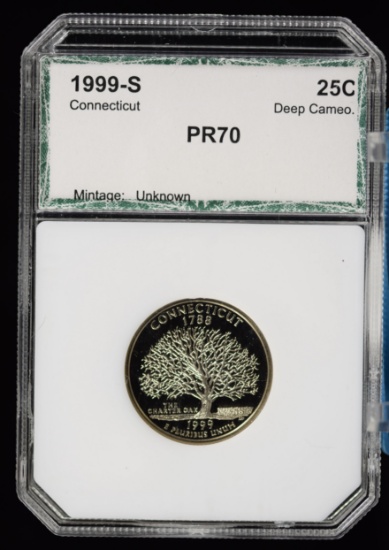 1999-S 25C
Connecticut Deep Cameo.
PR70
Mintage: Unknown
CONNECTICUT
1788
THE
CHARTER OAK
1999
E PLURIBUS UNUM